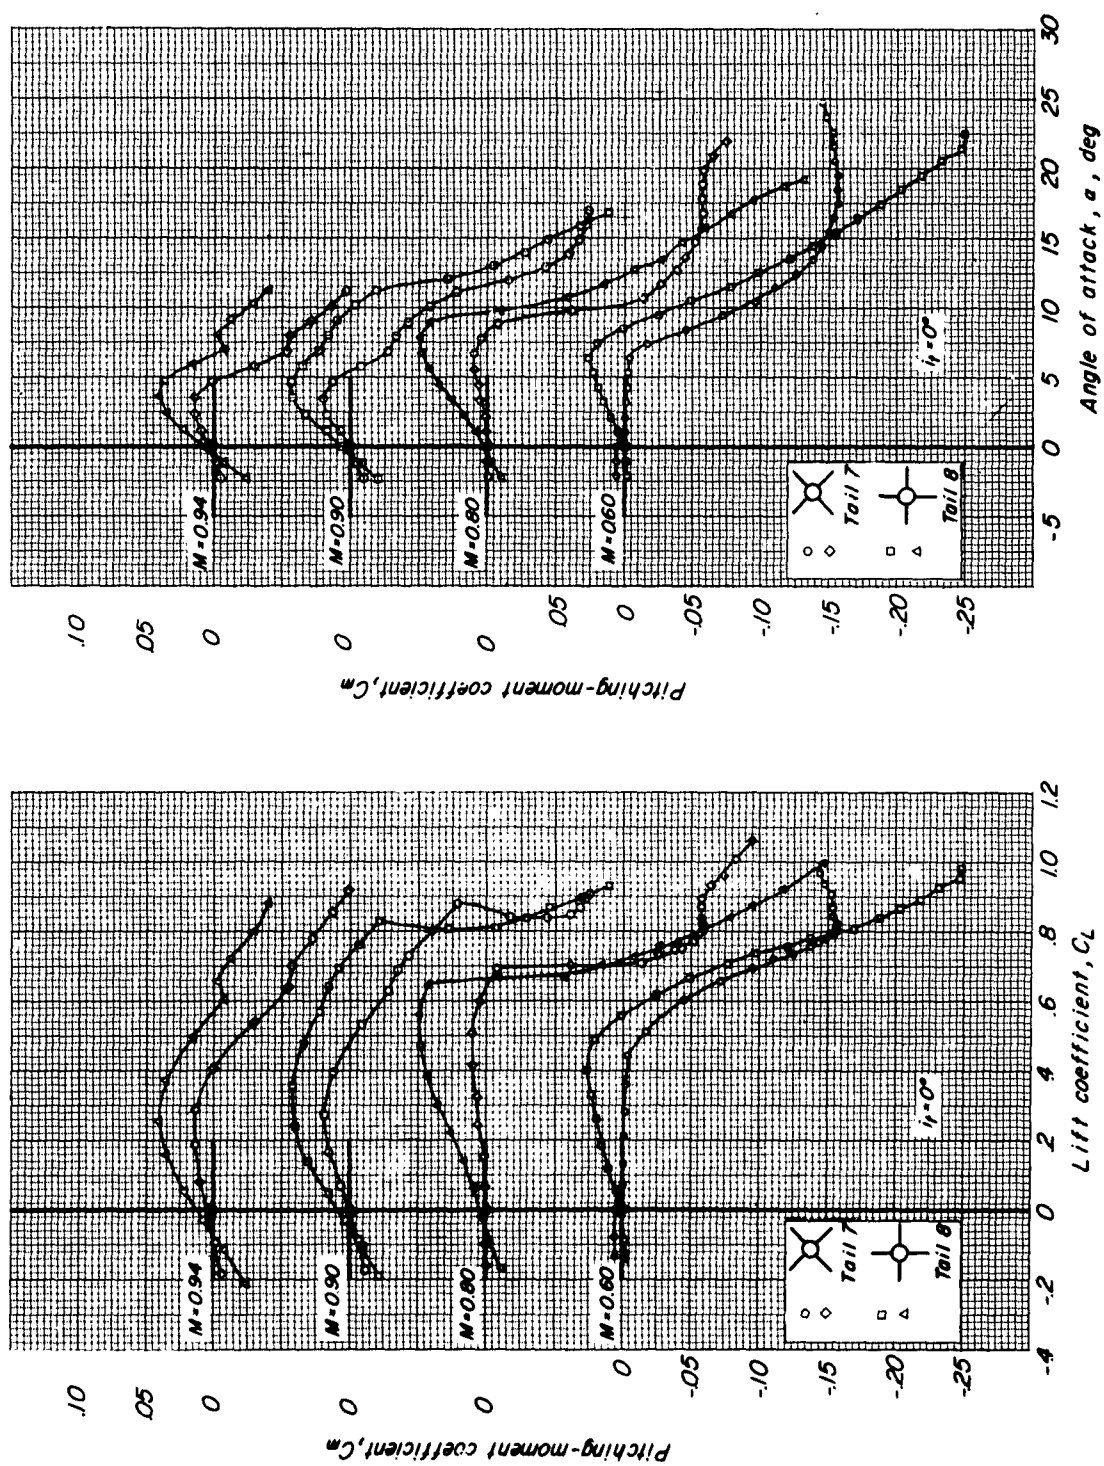 Pitching-moment coefficient, Cm
.10
.05
0
0
0
0
-.05
-.10
-.15
-.20
-.25
M=0.94
M=0.90
M=0.80
M=0.60
Tail 7
Tail 8
it=0°
-.4
-.2
0
.2
.4
.6
.8
1.0
1.2
Lift coefficient, CL
Pitching-moment coefficient, Cm
.10
.05
0
0
0
.05
0
-.05
-.10
-.15
-.20
-.25
M=0.94
M=0.90
M=0.80
M=0.60
Tail 7
Tail 8
it=0°
-5
0
5
10
15
20
25
30
Angle of attack, α, deg